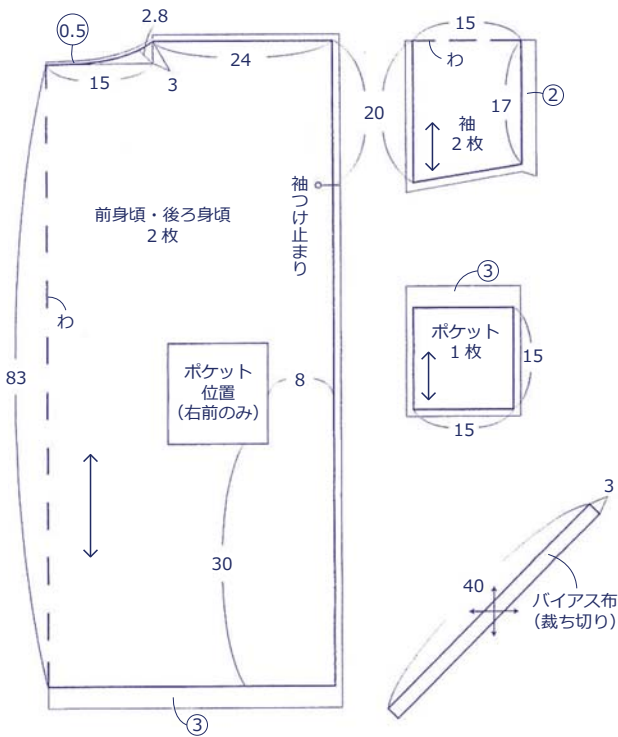 2.8
0.5
15
24
3
前身頃・後ろ身頃
2 枚
袖つけ止まり
わ
83
ポケット
位置
（右前のみ）
8
30
③
20
15
わ
17
②
袖
2 枚
③
ポケット
1 枚
15
15
3
40
バイアス布
（裁ち切り）